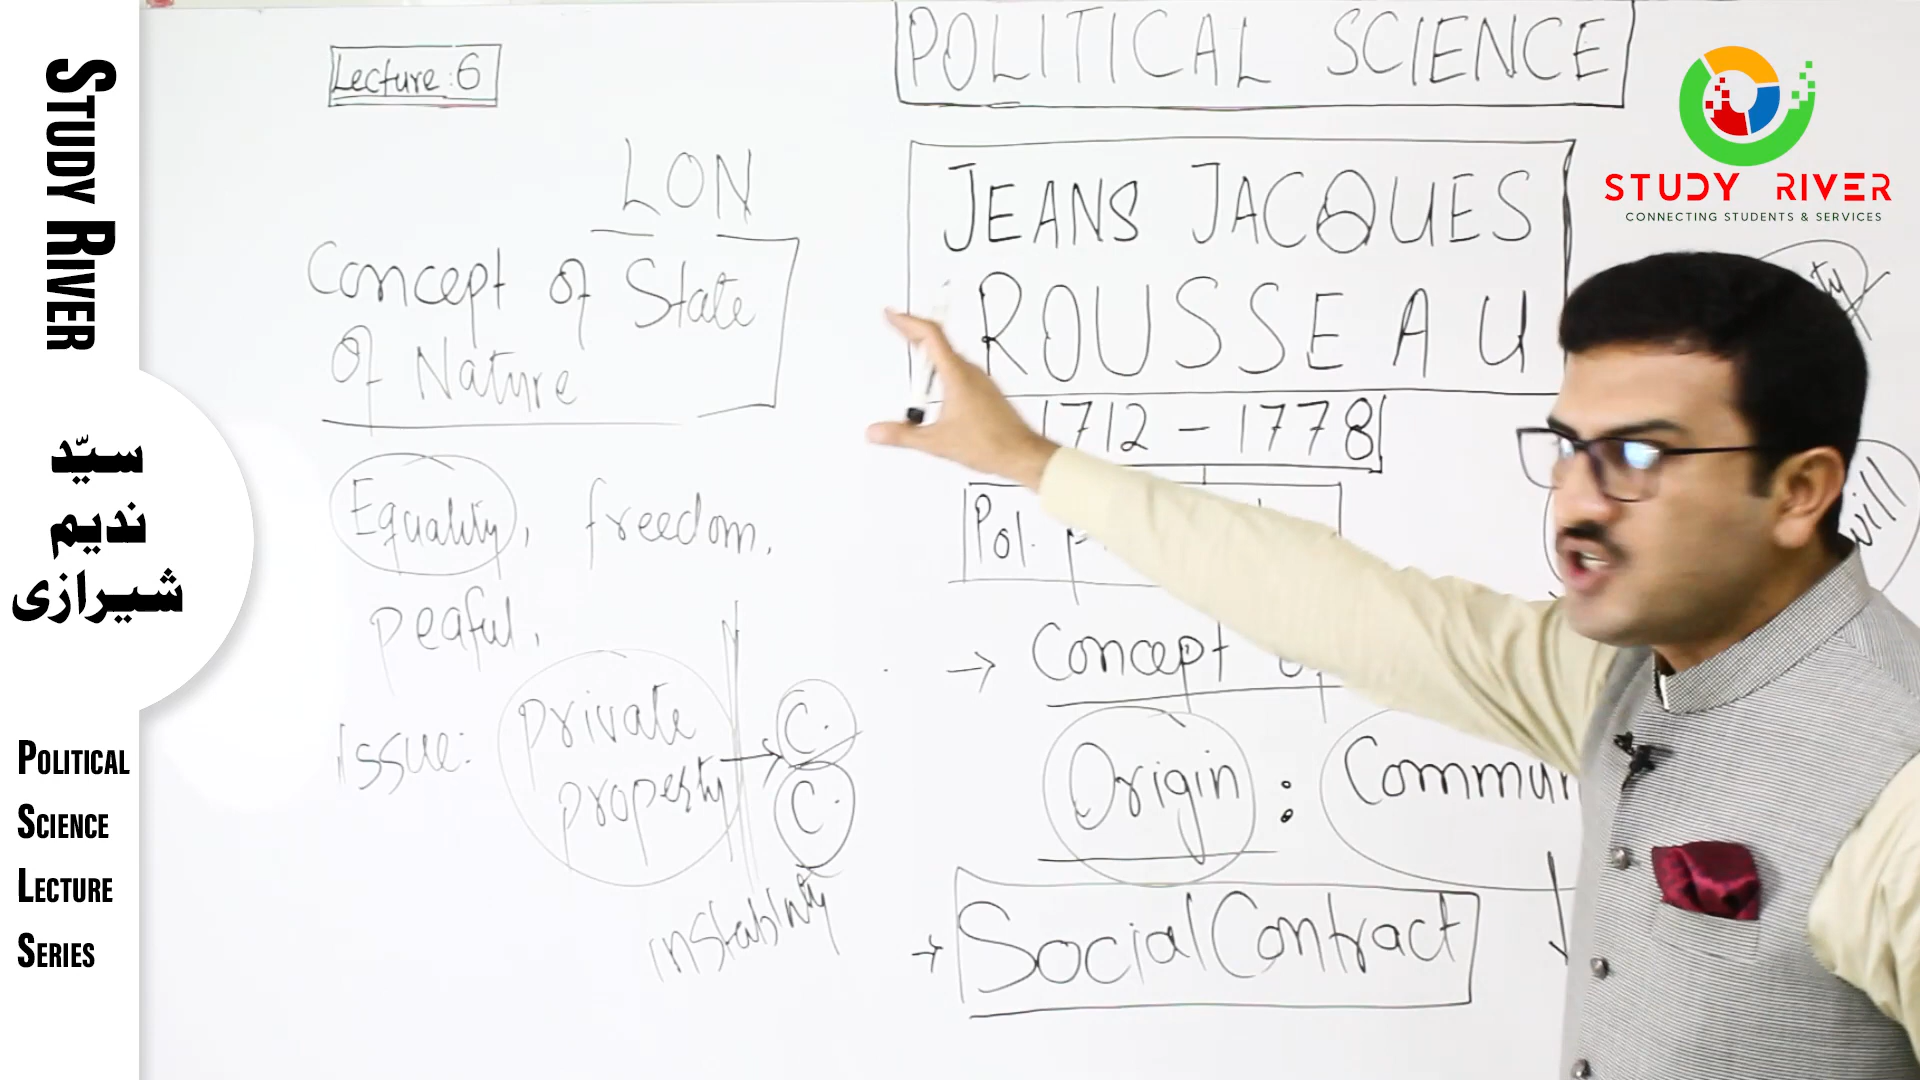 STUDY RIVER
سیّد
ندیم
شیرازی
POLITICAL
SCIENCE
LECTURE
SERIES
Lecture: 6
LON
Concept of State
Of Nature
Equality, freedom,
peaful,
Issue: private
property → C.
C.
instability
POLITICAL SCIENCE
JEANS JACQUES
ROUSSEAU
1712 - 1778
Pol.
→ Concept
Origin : Commun
→ Social Contract
will
STUDY RIVER
CONNECTING STUDENTS & SERVICES